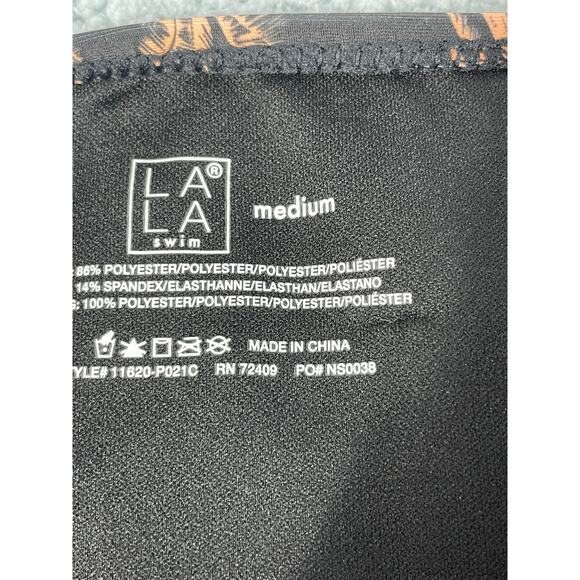 LA®
LA
swim
medium
: 86% POLYESTER/POLYESTER/POLYESTER/POLIÉSTER
14% SPANDEX/ELASTHANNE/ELASTHAN/ELASTANO
G: 100% POLYESTER/POLYESTER/POLYESTER/POLIÉSTER
MADE IN CHINA
YLE# 11620-P021C RN 72409 PO# NS0038